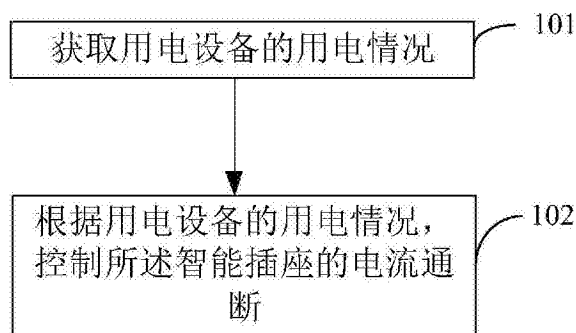 获取用电设备的用电情况
101
根据用电设备的用电情况，
控制所述智能插座的电流通
断
102